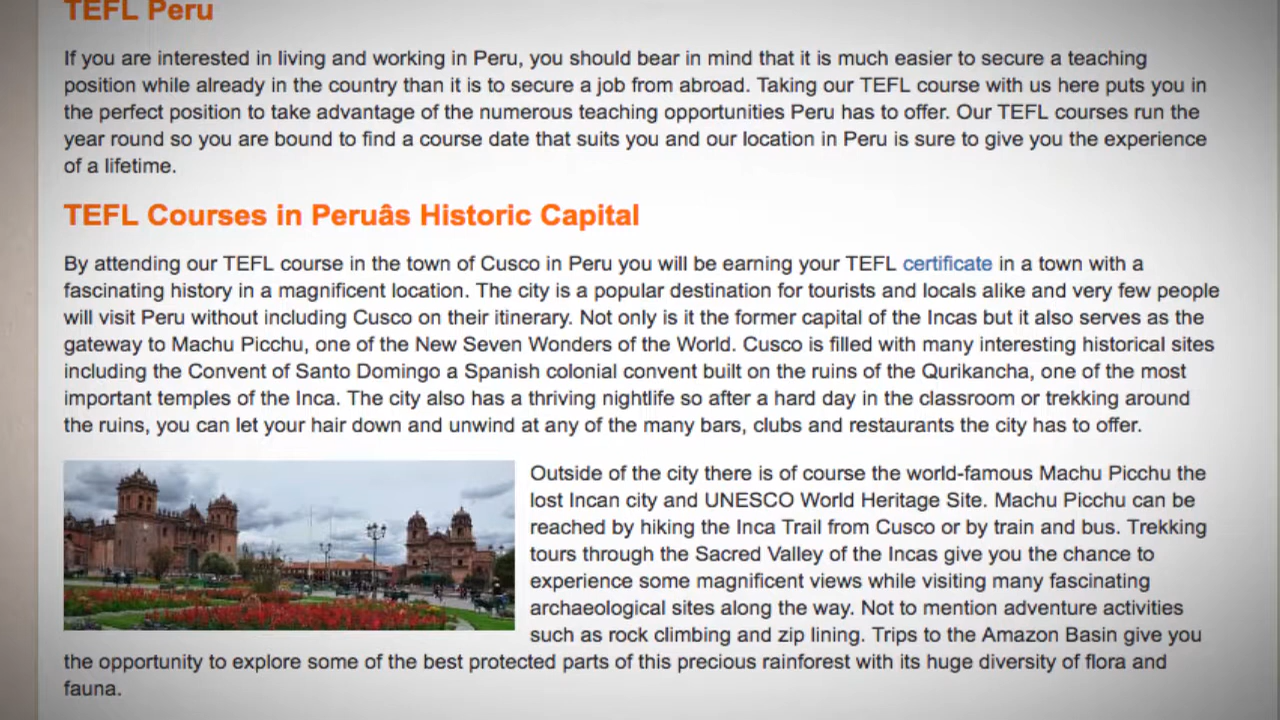 TEFL Peru
If you are interested in living and working in Peru, you should bear in mind that it is much easier to secure a teaching
position while already in the country than it is to secure a job from abroad. Taking our TEFL course with us here puts you in
the perfect position to take advantage of the numerous teaching opportunities Peru has to offer. Our TEFL courses run the
year round so you are bound to find a course date that suits you and our location in Peru is sure to give you the experience
of a lifetime.
TEFL Courses in Peruâs Historic Capital
By attending our TEFL course in the town of Cusco in Peru you will be earning your TEFL certificate in a town with a
fascinating history in a magnificent location. The city is a popular destination for tourists and locals alike and very few people
will visit Peru without including Cusco on their itinerary. Not only is it the former capital of the Incas but it also serves as the
gateway to Machu Picchu, one of the New Seven Wonders of the World. Cusco is filled with many interesting historical sites
including the Convent of Santo Domingo a Spanish colonial convent built on the ruins of the Qurikancha, one of the most
important temples of the Inca. The city also has a thriving nightlife so after a hard day in the classroom or trekking around
the ruins, you can let your hair down and unwind at any of the many bars, clubs and restaurants the city has to offer.
Outside of the city there is of course the world-famous Machu Picchu the
lost Incan city and UNESCO World Heritage Site. Machu Picchu can be
reached by hiking the Inca Trail from Cusco or by train and bus. Trekking
tours through the Sacred Valley of the Incas give you the chance to
experience some magnificent views while visiting many fascinating
archaeological sites along the way. Not to mention adventure activities
such as rock climbing and zip lining. Trips to the Amazon Basin give you
the opportunity to explore some of the best protected parts of this precious rainforest with its huge diversity of flora and
fauna.